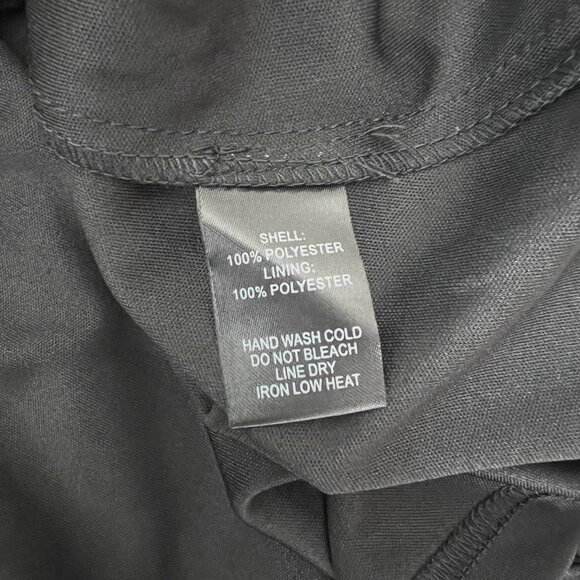 SHELL:
100% POLYESTER
LINING:
100% POLYESTER
HAND WASH COLD
DO NOT BLEACH
LINE DRY
IRON LOW HEAT